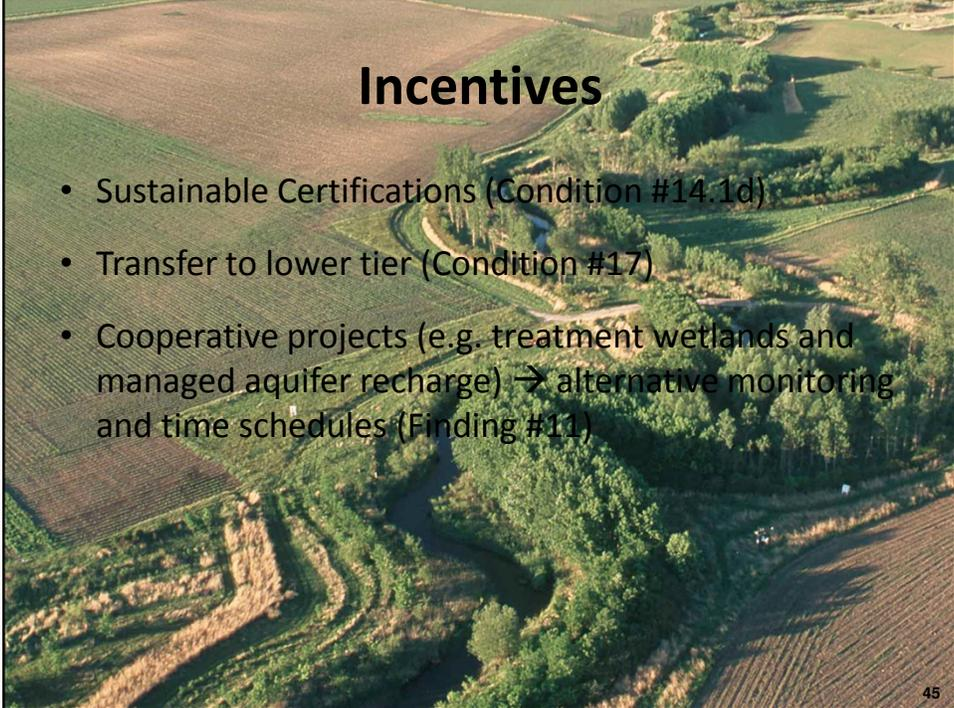 Incentives
• Sustainable Certifications (Condition #14.1d)
• Transfer to lower tier (Condition #17)
• Cooperative projects (e.g. treatment wetlands and
managed aquifer recharge) → alternative monitoring
and time schedules (Finding #11)
45